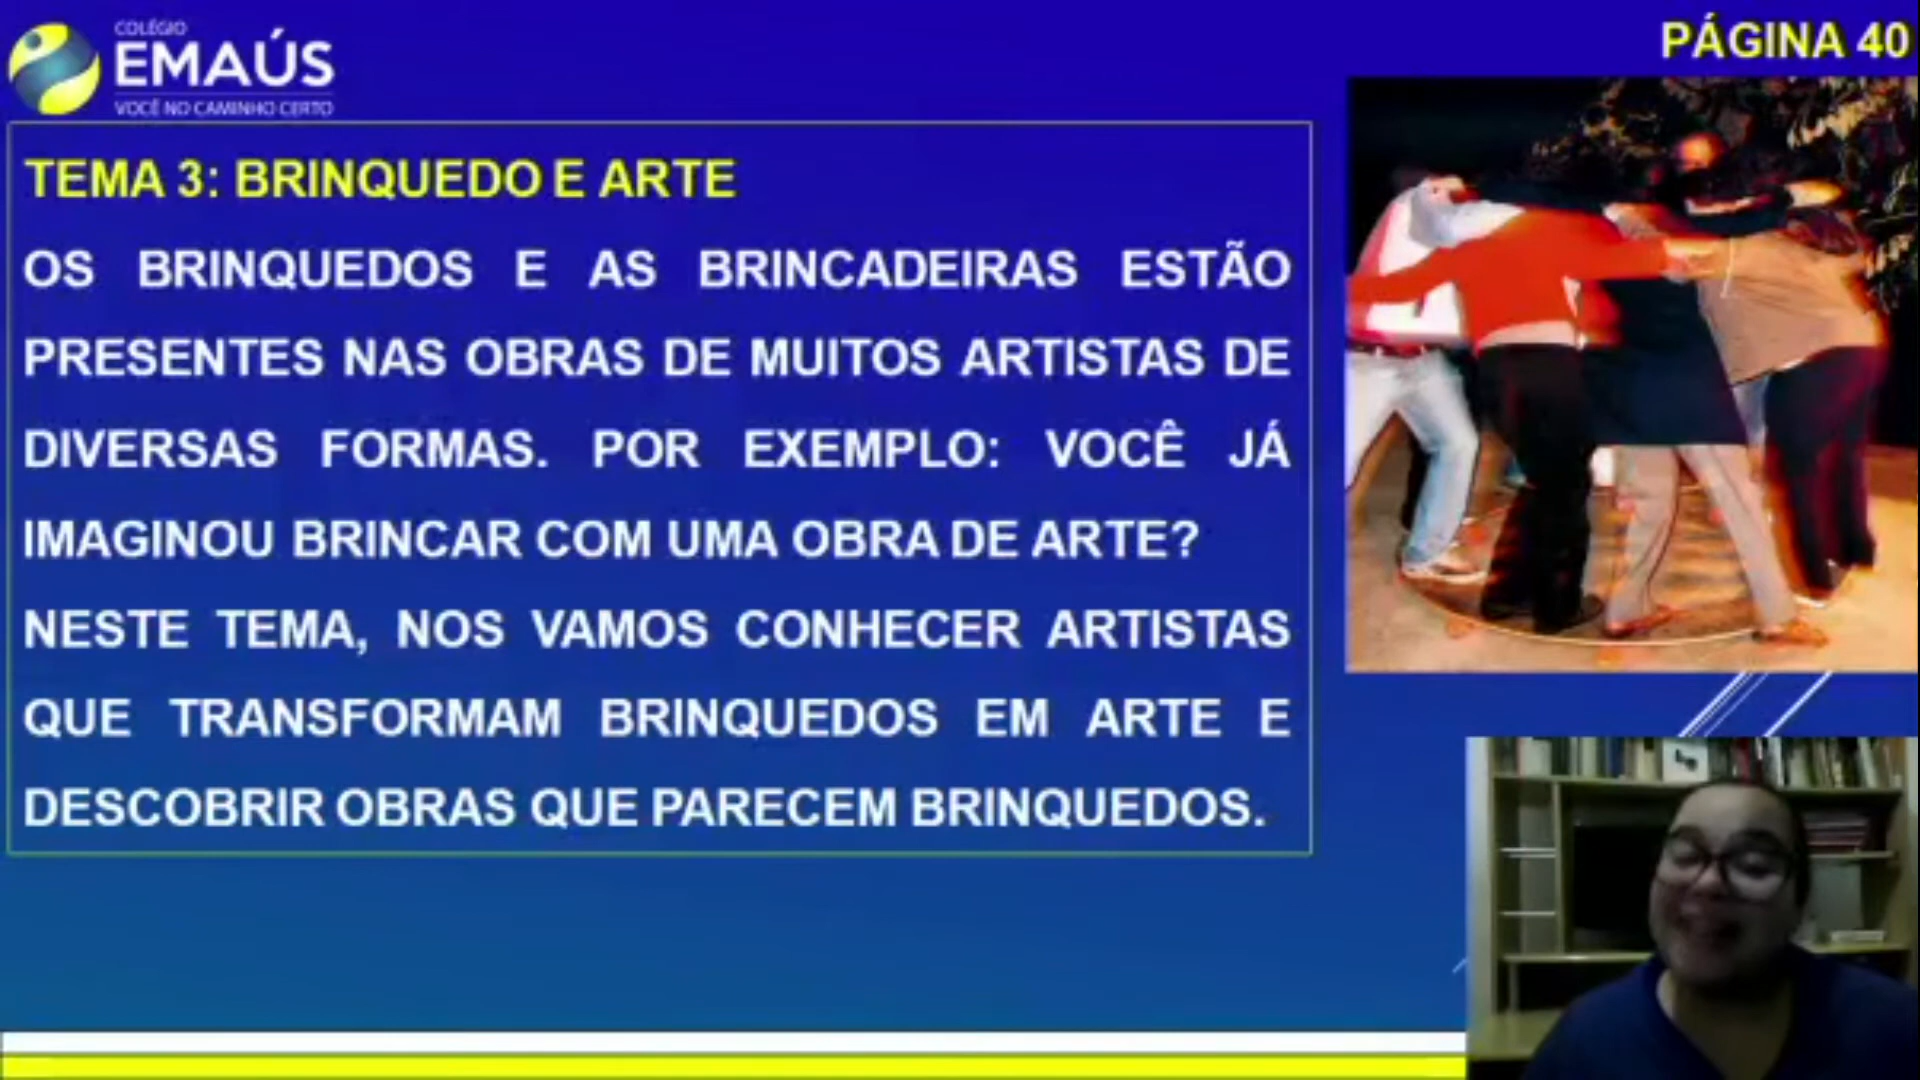 COLÉGIO
EMAÚS
VOCÊ NO CAMINHO CERTO
PÁGINA 40
TEMA 3: BRINQUEDO E ARTE
OS BRINQUEDOS E AS BRINCADEIRAS ESTÃO
PRESENTES NAS OBRAS DE MUITOS ARTISTAS DE
DIVERSAS FORMAS. POR EXEMPLO: VOCÊ JÁ
IMAGINOU BRINCAR COM UMA OBRA DE ARTE?
NESTE TEMA, NOS VAMOS CONHECER ARTISTAS
QUE TRANSFORMAM BRINQUEDOS EM ARTE E
DESCOBRIR OBRAS QUE PARECEM BRINQUEDOS.